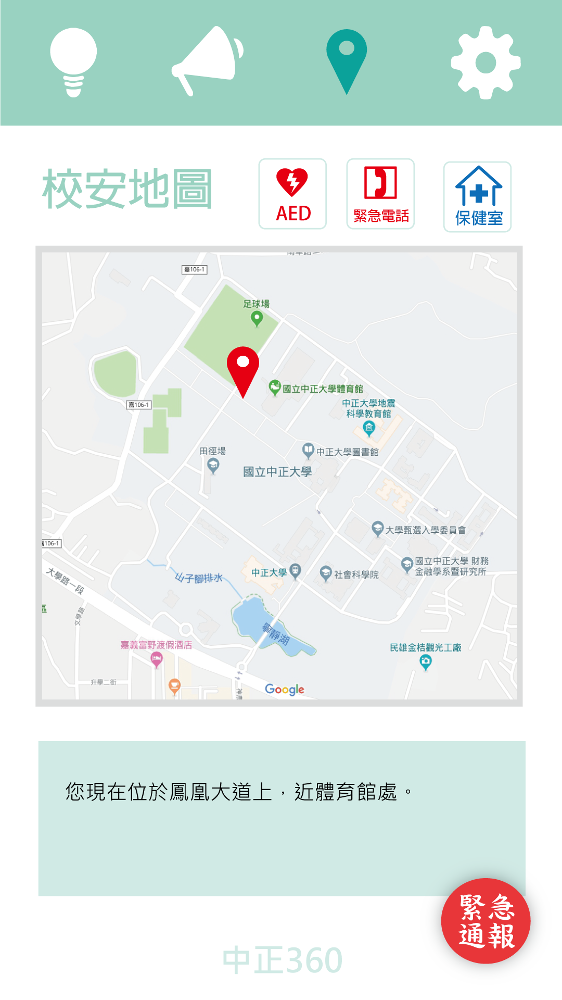 校安地圖
AED
緊急電話
保健室
嘉106-1
足球場
國立中正大學體育館
中正大學地震
科學教育館
嘉106-1
田徑場
中正大學圖書館
國立中正大學
大學甄選入學委員會
106-1
國立中正大學 財務
金融學系暨研究所
大學路一段
山子腳排水
中正大學
社會科學院
文學路
寧靜湖
嘉義富野渡假酒店
民雄金桔觀光工廠
升學二街
Google
您現在位於鳳凰大道上，近體育館處。
緊急
通報
中正360